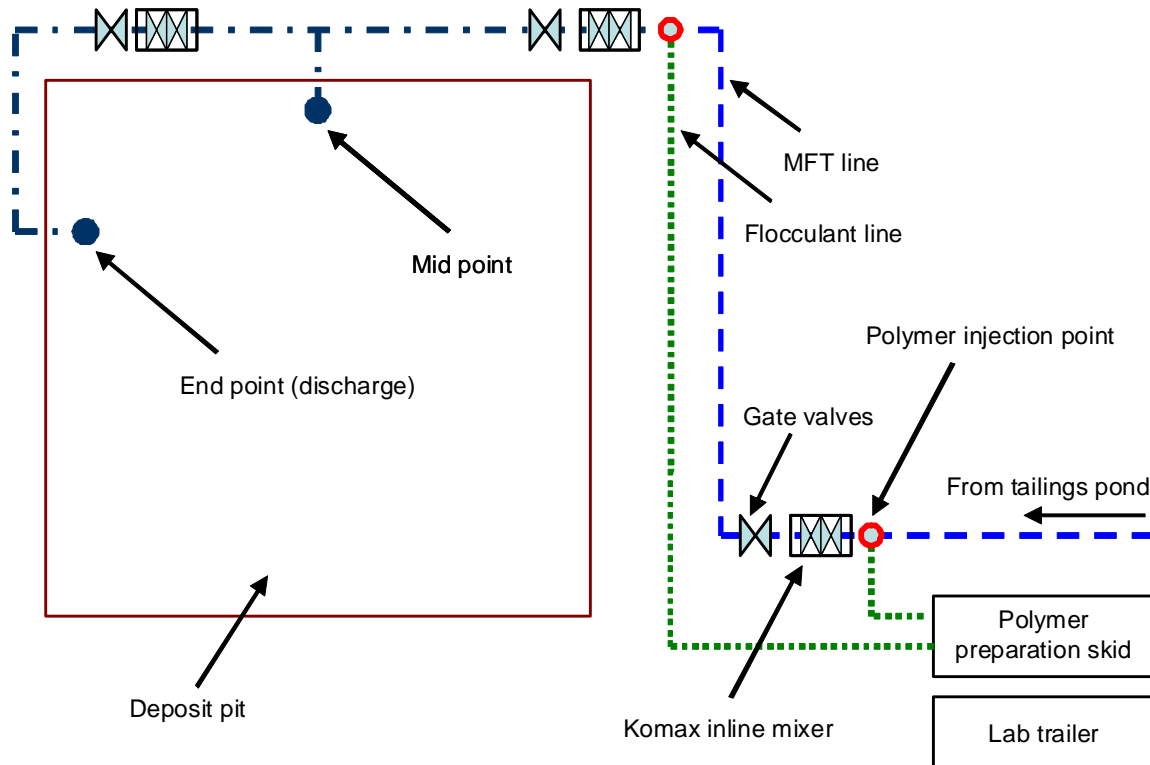 MFT line
Flocculant line
Mid point
Polymer injection point
End point (discharge)
Gate valves
From tailings pond
Polymer
preparation skid
Deposit pit
Komax inline mixer
Lab trailer